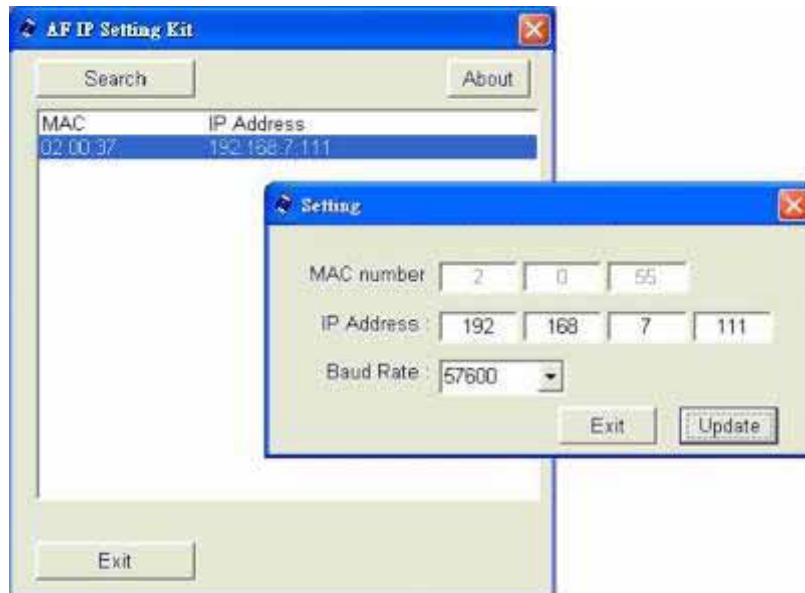 AF IP Setting Kit
Search About
MAC IP Address
02:00:37 192.168.7.111
Setting
MAC number 2 0 55
IP Address : 192 168 7 111
Baud Rate : 57600
Exit Update
Exit